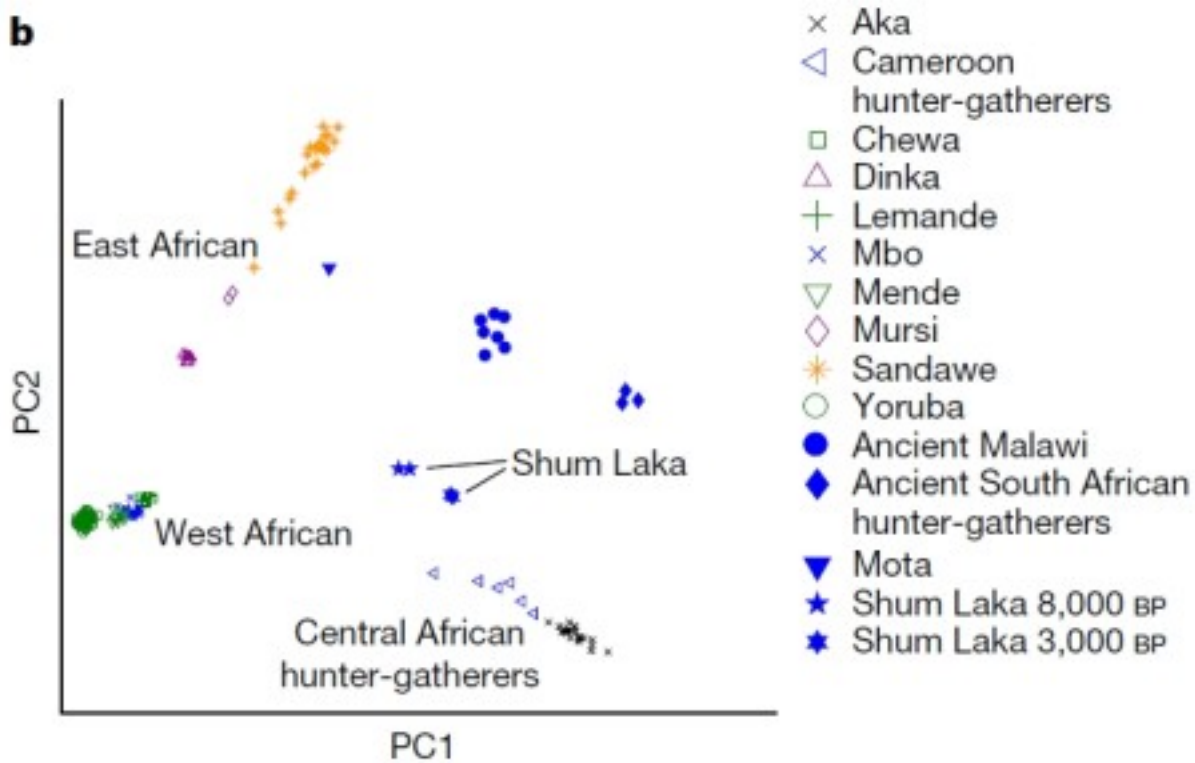 b
Aka
Cameroon
hunter-gatherers
Chewa
Dinka
Lemande
Mbo
Mende
Mursi
Sandawe
Yoruba
Ancient Malawi
Ancient South African
hunter-gatherers
Mota
Shum Laka 8,000 BP
Shum Laka 3,000 BP
East African
Shum Laka
West African
Central African
hunter-gatherers
PC2
PC1